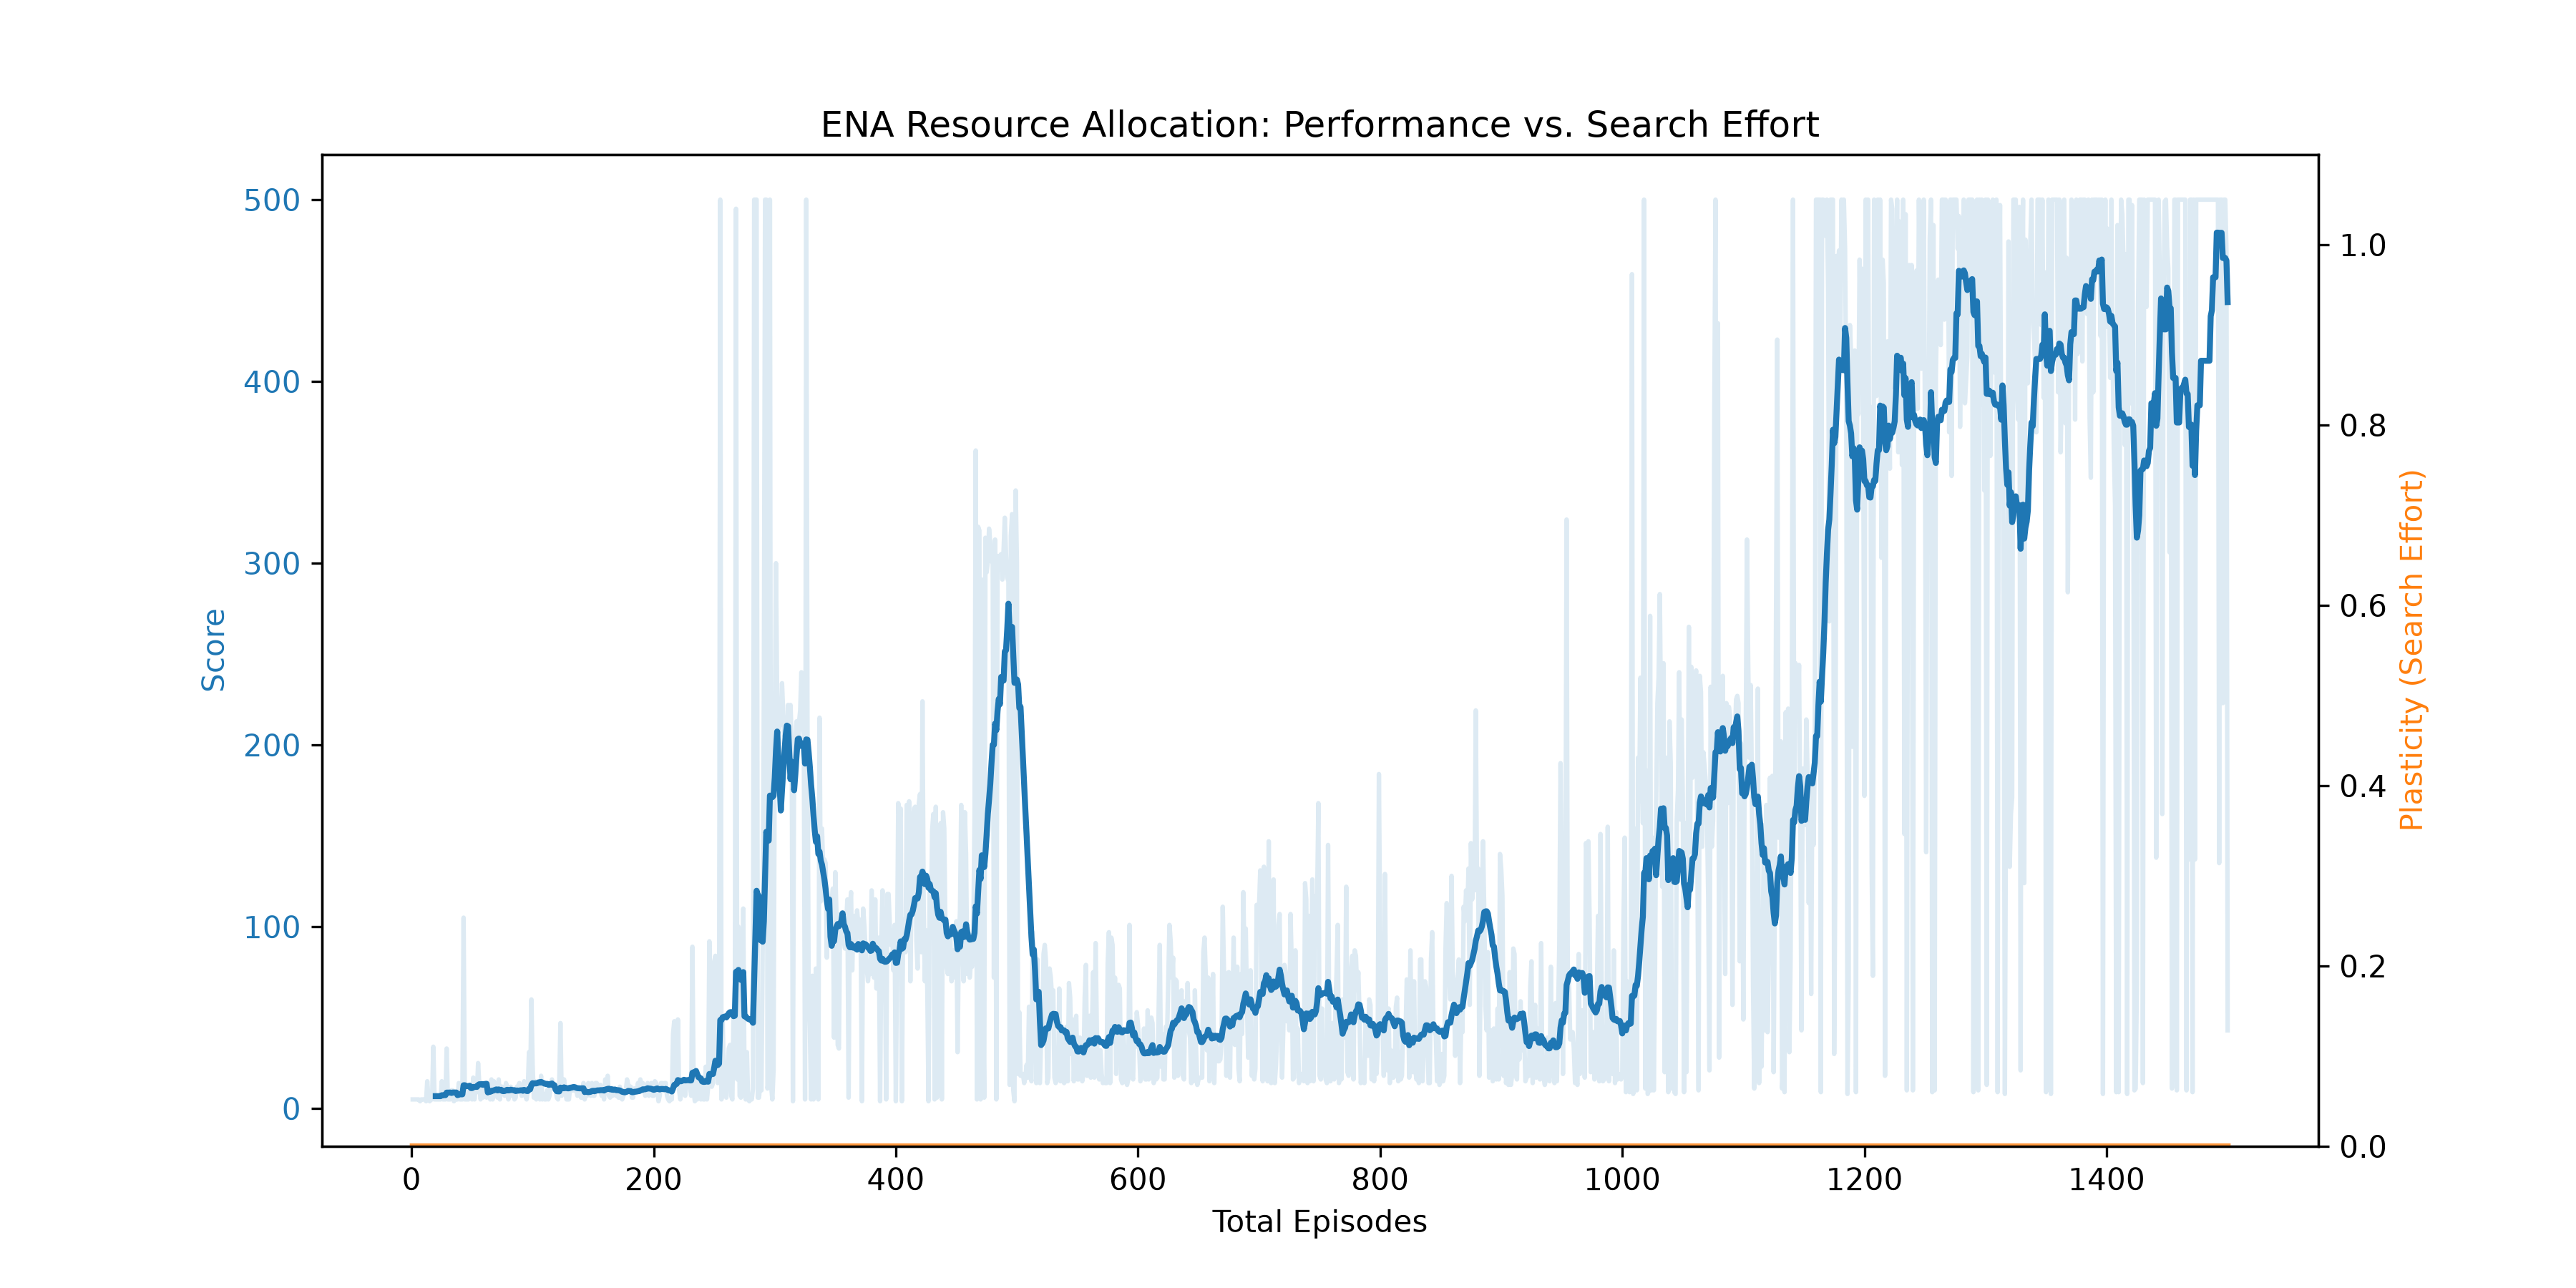 ENA Resource Allocation: Performance vs. Search Effort
500
400
300
200
100
0
Score
1.0
0.8
0.6
0.4
0.2
0.0
Plasticity (Search Effort)
0 200 400 600 800 1000 1200 1400
Total Episodes